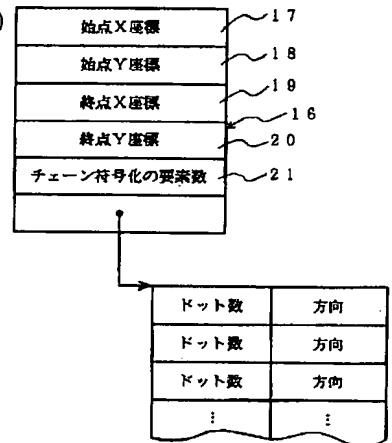 )
始点X座標 17
始点Y座標 18
終点X座標 19
16
終点Y座標 20
チェーン符号化の要素数 21
ドット数 方向
ドット数 方向
ドット数 方向
⋮ ⋮